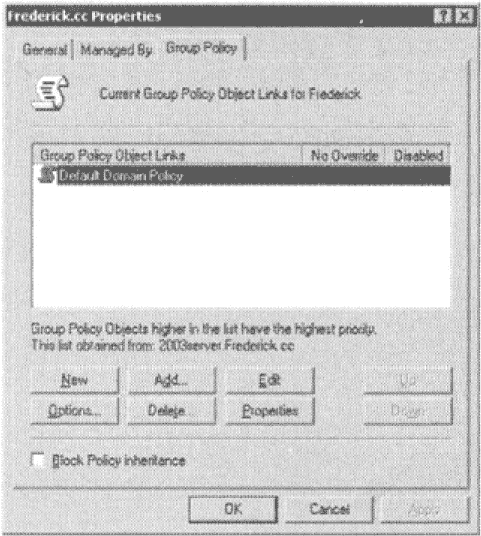 Frederick.cc Properties
General Managed By Group Policy
Current Group Policy Object Links for Frederick
Group Policy Object Links No Override Disabled
Default Domain Policy
Group Policy Objects higher in the list have the highest priority.
This list obtained from: 2003server.Frederick.cc
New Add... Edit Up
Options... Delete Properties Down
Block Policy inheritance
OK Cancel Apply